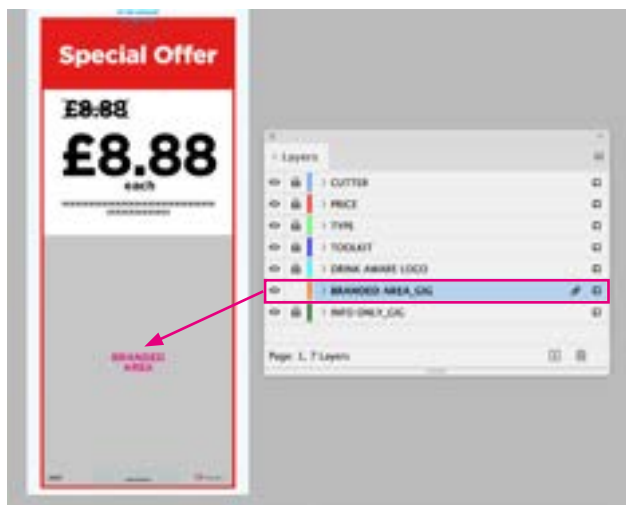 Special Offer
£8.88
£8.88
each
BRANDED
AREA
Layers
CUTTER
PRICE
TYPE
TOOLKIT
DRINK AWARE LOGO
BRANDED AREA_GIG
INFO ONLY_GIG
Page: 1, 7 Layers